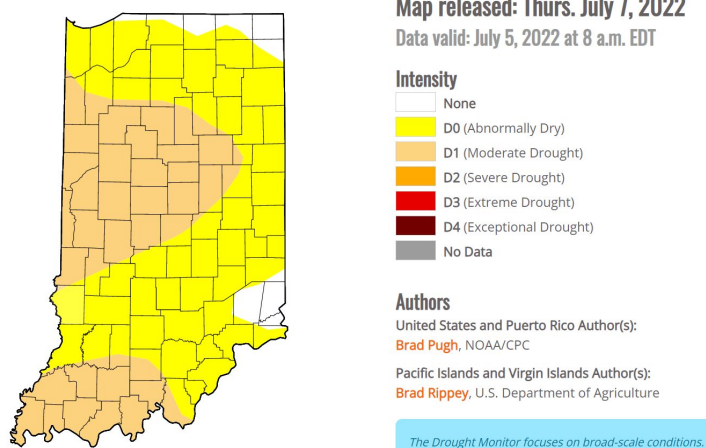 Map released: Thurs. July 7, 2022
Data valid: July 5, 2022 at 8 a.m. EDT
Intensity
None
D0 (Abnormally Dry)
D1 (Moderate Drought)
D2 (Severe Drought)
D3 (Extreme Drought)
D4 (Exceptional Drought)
No Data
Authors
United States and Puerto Rico Author(s):
Brad Pugh, NOAA/CPC
Pacific Islands and Virgin Islands Author(s):
Brad Rippey, U.S. Department of Agriculture
The Drought Monitor focuses on broad-scale conditions.